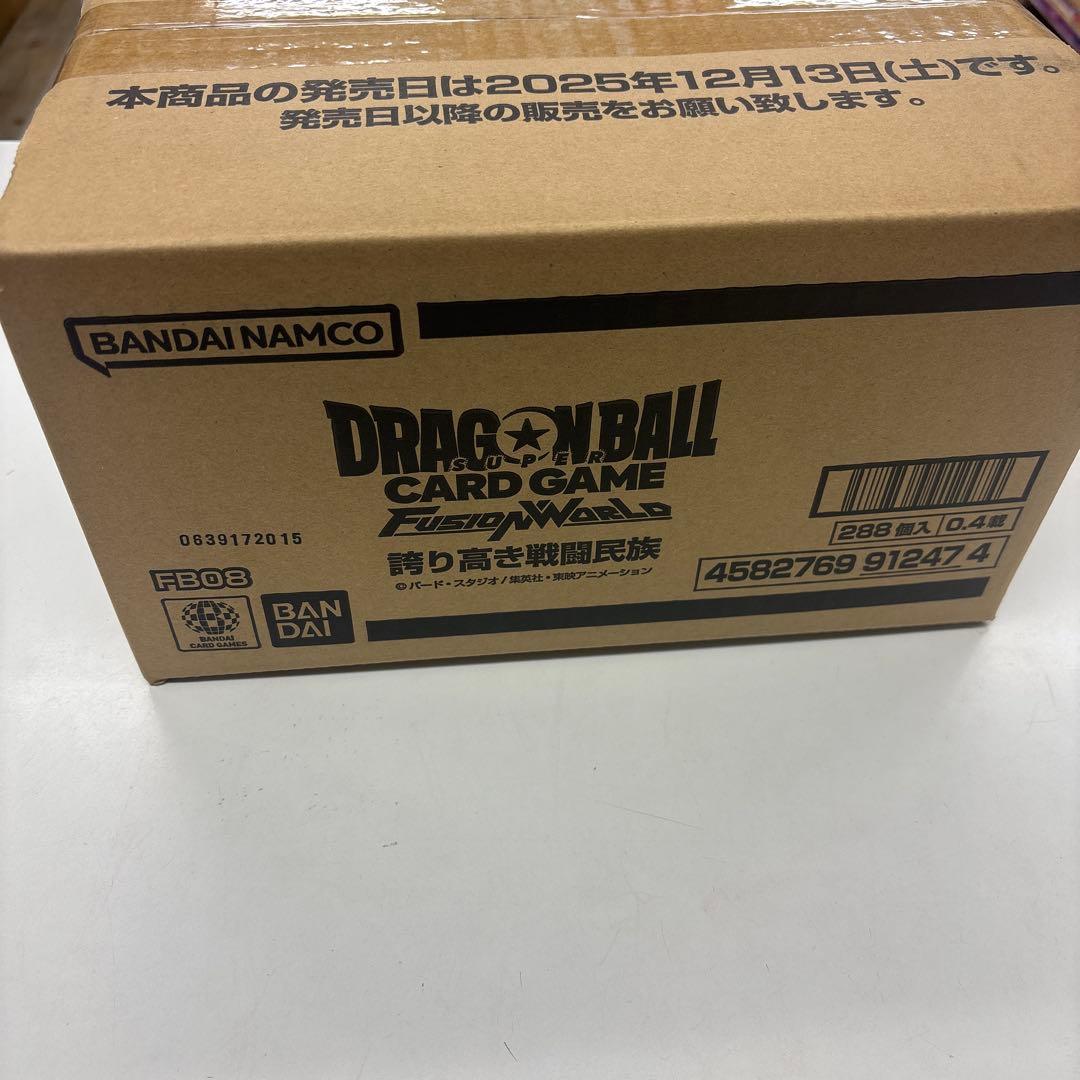 本商品の発売日は2025年12月13日(土)です。
発売日以降の販売をお願い致します。
BANDAI NAMCO
DRAGON BALL
SUPER
CARD GAME
FUSION WORLD
誇り高き戦闘民族
©バード・スタジオ/集英社・東映アニメーション
0639172015
FB08
BANDAI
CARD GAMES
BAN
DAI
288個入 0.4才
4582769 912474